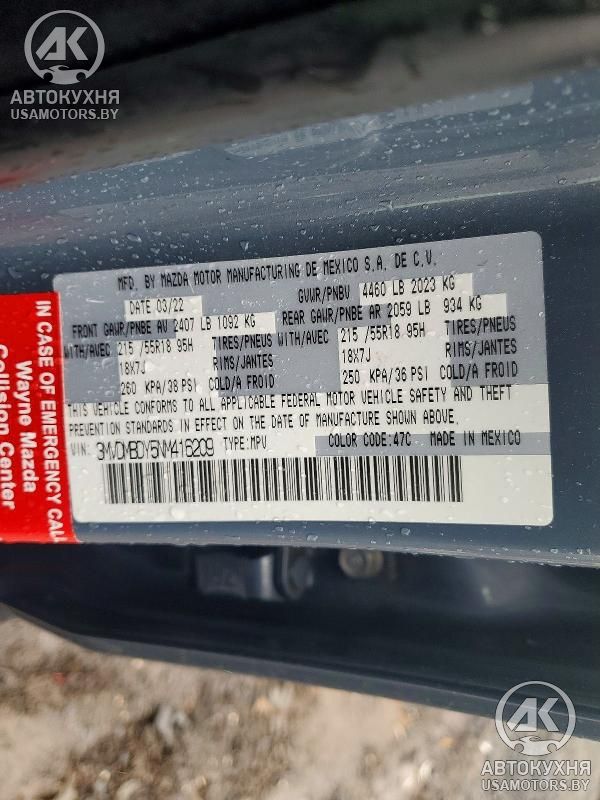 AK
АВТОКУХНЯ
USAMOTORS.BY
MFD. BY MAZDA MOTOR MANUFACTURING DE MEXICO S.A. DE C.V.
DATE 03/22 GVWR/PNBV 4460 LB 2023 KG
FRONT GAWR/PNBE AV 2407 LB 1092 KG REAR GAWR/PNBE AR 2059 LB 934 KG
WITH/AVEC 215 /55R18 95H TIRES/PNEUS WITH/AVEC 215 /55R18 95H TIRES/PNEUS
18X7J RIMS/JANTES 18X7J RIMS/JANTES
260 KPA/38 PSI COLD/A FROID 250 KPA/36 PSI COLD/A FROID
THIS VEHICLE CONFORMS TO ALL APPLICABLE FEDERAL MOTOR VEHICLE SAFETY AND THEFT
PREVENTION STANDARDS IN EFFECT ON THE DATE OF MANUFACTURE SHOWN ABOVE.
VIN: 3MVDMBDY5NM416209 TYPE:MPV COLOR CODE:47C MADE IN MEXICO
IN CASE OF EMERGENCY CALL
Wayne Mazda
Collision Center
AK
АВТОКУХНЯ
USAMOTORS.BY